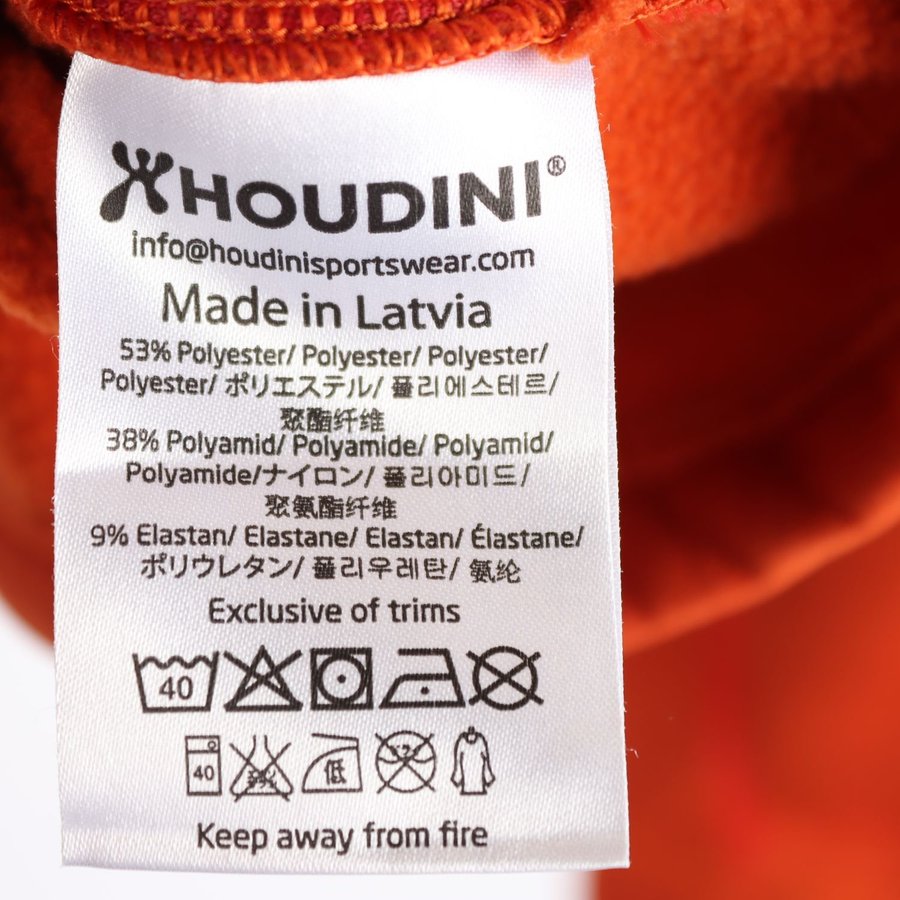 HOUDINI®
info@houdinisportswear.com
Made in Latvia
53% Polyester/ Polyester/ Polyester/
Polyester/ ポリエステル/ 폴리에스테르/
聚酯纤维
38% Polyamid/ Polyamide/ Polyamid/
Polyamide/ナイロン/ 폴리아미드/
聚氨酯纤维
9% Elastan/ Elastane/ Elastan/ Élastane/
ポリウレタン/ 폴리우레탄/ 氨纶
Exclusive of trims
40
40 低
Keep away from fire